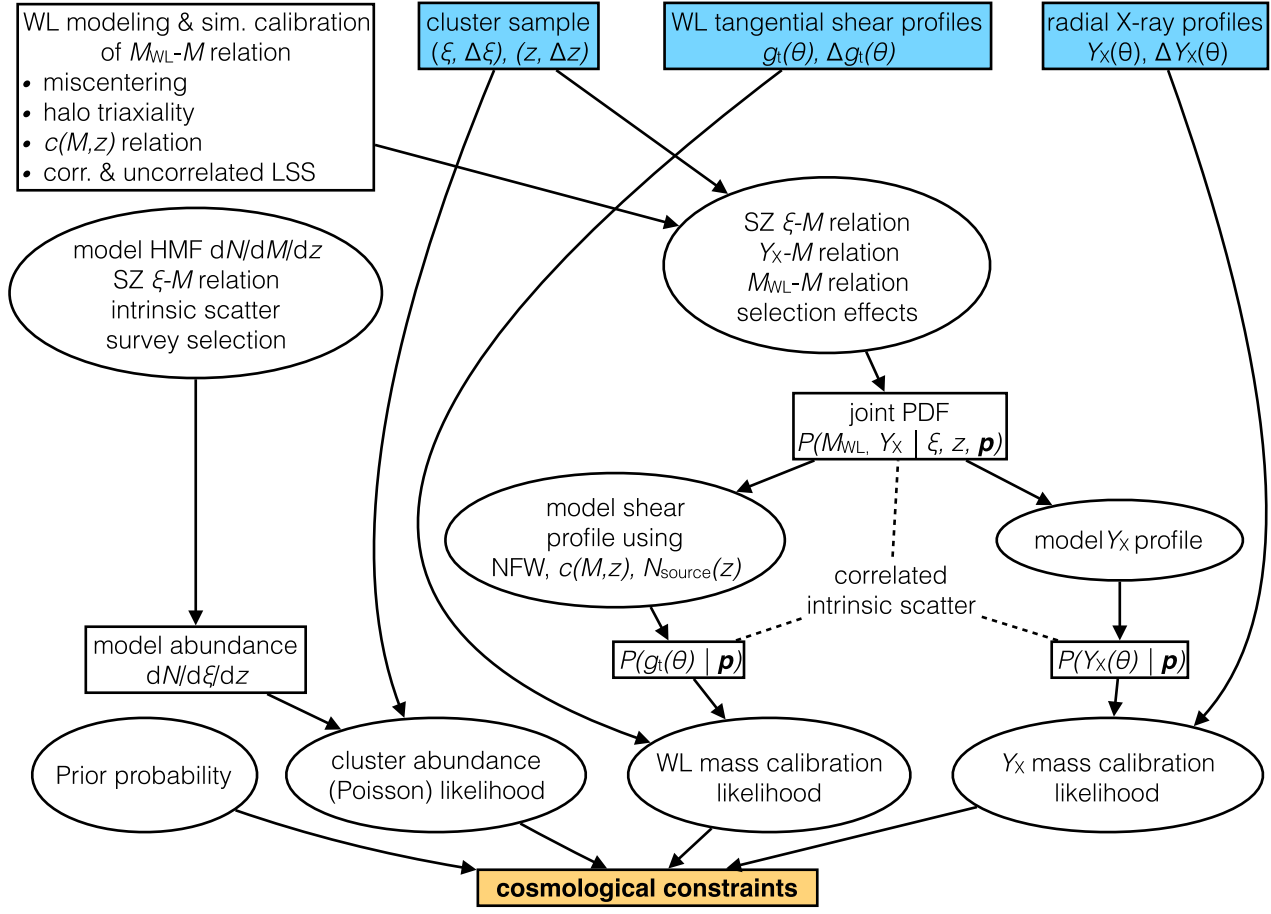 WL modeling & sim. calibration
of M_WL-M relation
• miscentering
• halo triaxiality
• c(M,z) relation
• corr. & uncorrelated LSS
cluster sample
(ξ, Δξ), (z, Δz)
WL tangential shear profiles
g_t(θ), Δg_t(θ)
radial X-ray profiles
Y_X(θ), ΔY_X(θ)
model HMF dN/dM/dz
SZ ξ-M relation
intrinsic scatter
survey selection
SZ ξ-M relation
Y_X-M relation
M_WL-M relation
selection effects
joint PDF
P(M_WL, Y_X | ξ, z, p)
model shear
profile using
NFW, c(M,z), N_source(z)
model Y_X profile
correlated
intrinsic scatter
model abundance
dN/dξ/dz
P(g_t(θ) | p)
P(Y_X(θ) | p)
Prior probability
cluster abundance
(Poisson) likelihood
WL mass calibration
likelihood
Y_X mass calibration
likelihood
cosmological constraints